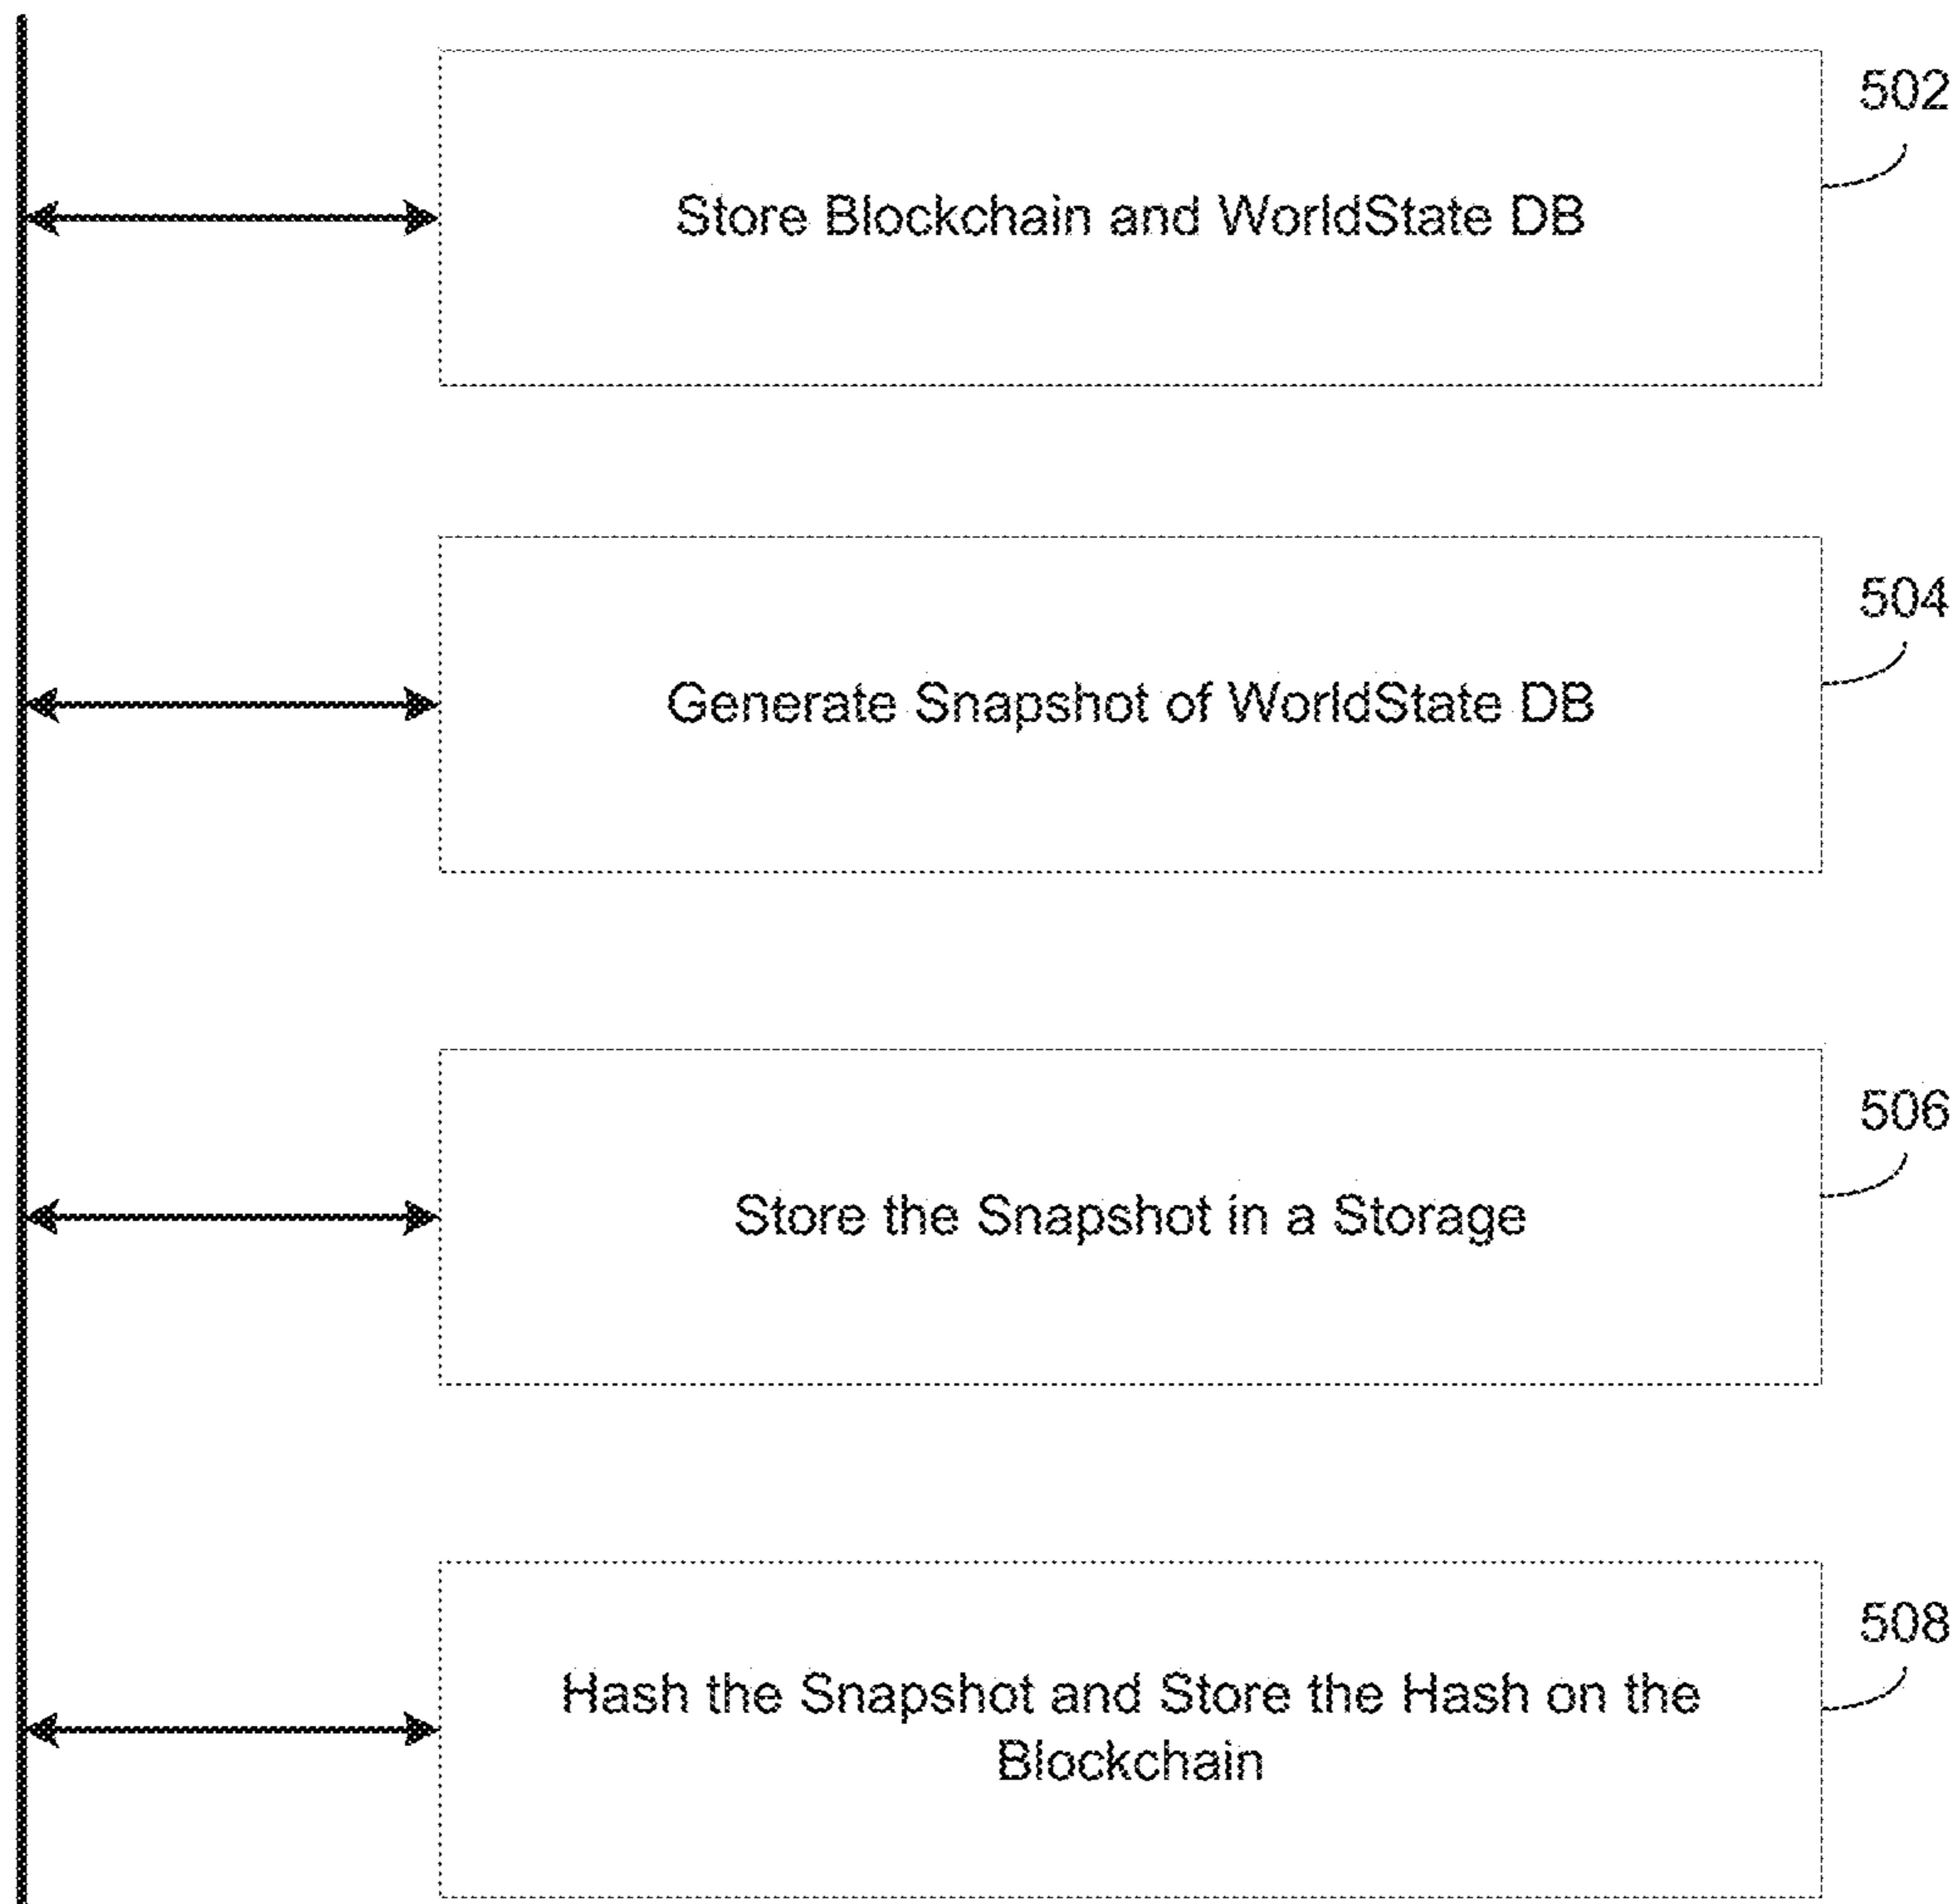 502
Store Blockchain and WorldState DB
504
Generate Snapshot of WorldState DB
506
Store the Snapshot in a Storage
508
Hash the Snapshot and Store the Hash on the
Blockchain